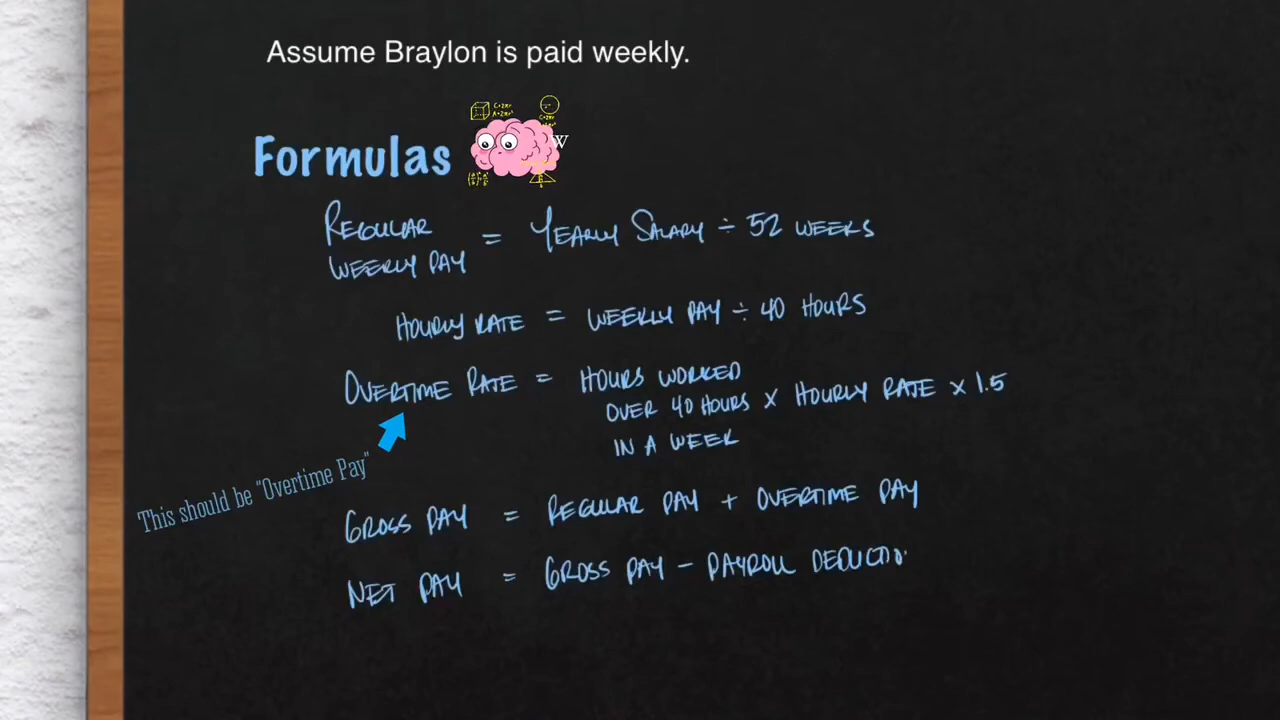 Assume Braylon is paid weekly.
Formulas
W
REGULAR
WEEKLY PAY = YEARLY SALARY ÷ 52 WEEKS
HOURLY RATE = WEEKLY PAY ÷ 40 HOURS
OVERTIME RATE = HOURS WORKED
OVER 40 HOURS × HOURLY RATE × 1.5
IN A WEEK
This should be "Overtime Pay"
GROSS PAY = REGULAR PAY + OVERTIME PAY
NET PAY = GROSS PAY - PAYROLL DEDUCTIO